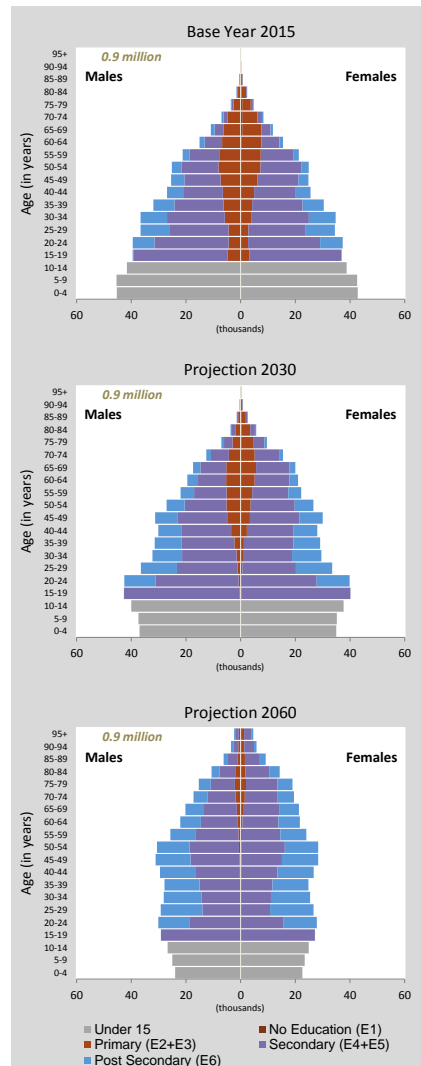 Base Year 2015
0.9 million
Males
Females
Age (in years)
95+
90-94
85-89
80-84
75-79
70-74
65-69
60-64
55-59
50-54
45-49
40-44
35-39
30-34
25-29
20-24
15-19
10-14
5-9
0-4
60 40 20 0 20 40 60
(thousands)
Projection 2030
0.9 million
Males
Females
Age (in years)
95+
90-94
85-89
80-84
75-79
70-74
65-69
60-64
55-59
50-54
45-49
40-44
35-39
30-34
25-29
20-24
15-19
10-14
5-9
0-4
60 40 20 0 20 40 60
(thousands)
Projection 2060
0.9 million
Males
Females
Age (in years)
95+
90-94
85-89
80-84
75-79
70-74
65-69
60-64
55-59
50-54
45-49
40-44
35-39
30-34
25-29
20-24
15-19
10-14
5-9
0-4
60 40 20 0 20 40 60
(thousands)
Under 15
No Education (E1)
Primary (E2+E3)
Secondary (E4+E5)
Post Secondary (E6)